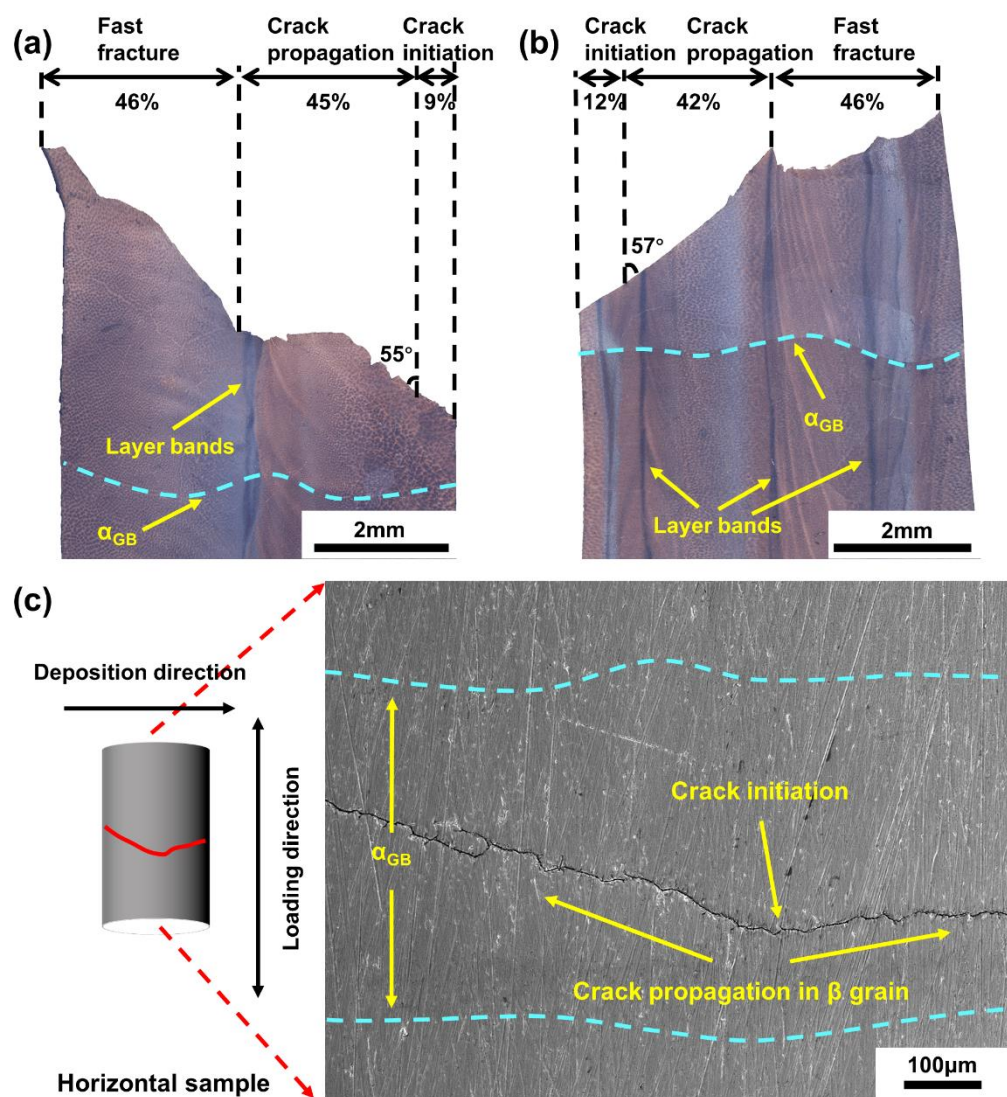 (a)
Fast
fracture
Crack
propagation
Crack
initiation
46%
45%
9%
55°
Layer bands
αGB
2mm
(b)
Crack
initiation
Crack
propagation
Fast
fracture
12%
42%
46%
57°
αGB
Layer bands
2mm
(c)
Deposition direction
Loading direction
Horizontal sample
Crack initiation
αGB
Crack propagation in β grain
100μm